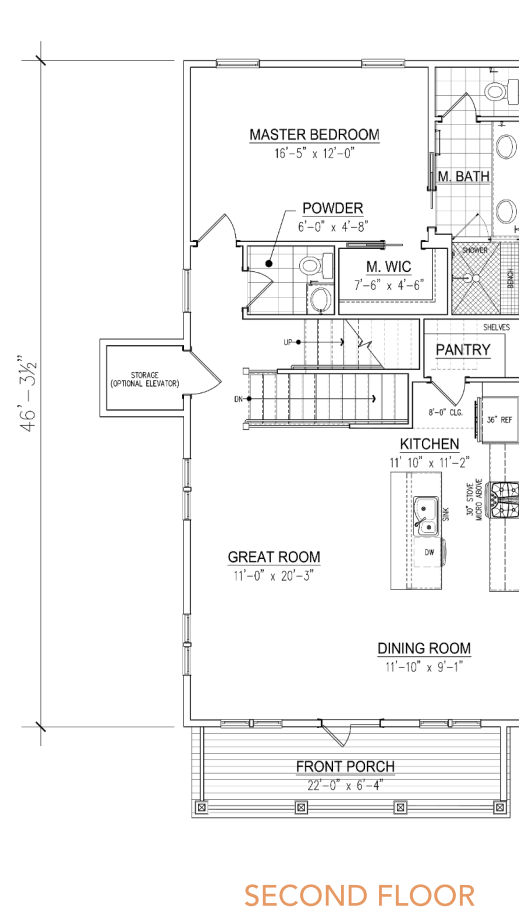 MASTER BEDROOM
16'-5" x 12'-0"
M. BATH
POWDER
6'-0" x 4'-8"
SHOWER
BENCH
M. WIC
7'-6" x 4'-6"
SHELVES
UP
PANTRY
STORAGE
(OPTIONAL ELEVATOR)
46'-3½"
DN
8'-0" CLG.
36" REF
KITCHEN
11' 10" x 11'-2"
30" STOVE
MICRO ABOVE
SINK
DW
GREAT ROOM
11'-0" x 20'-3"
DINING ROOM
11'-10" x 9'-1"
FRONT PORCH
22'-0" x 6'-4"
SECOND FLOOR